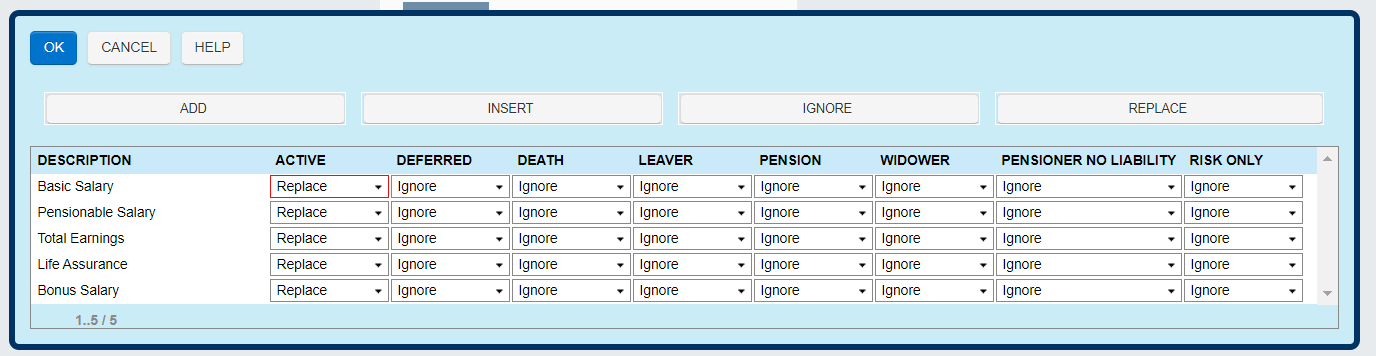 OK CANCEL HELP
ADD INSERT IGNORE REPLACE
DESCRIPTION ACTIVE DEFERRED DEATH LEAVER PENSION WIDOWER PENSIONER NO LIABILITY RISK ONLY
Basic Salary Replace Ignore Ignore Ignore Ignore Ignore Ignore Ignore
Pensionable Salary Replace Ignore Ignore Ignore Ignore Ignore Ignore Ignore
Total Earnings Replace Ignore Ignore Ignore Ignore Ignore Ignore Ignore
Life Assurance Replace Ignore Ignore Ignore Ignore Ignore Ignore Ignore
Bonus Salary Replace Ignore Ignore Ignore Ignore Ignore Ignore Ignore
1..5 / 5